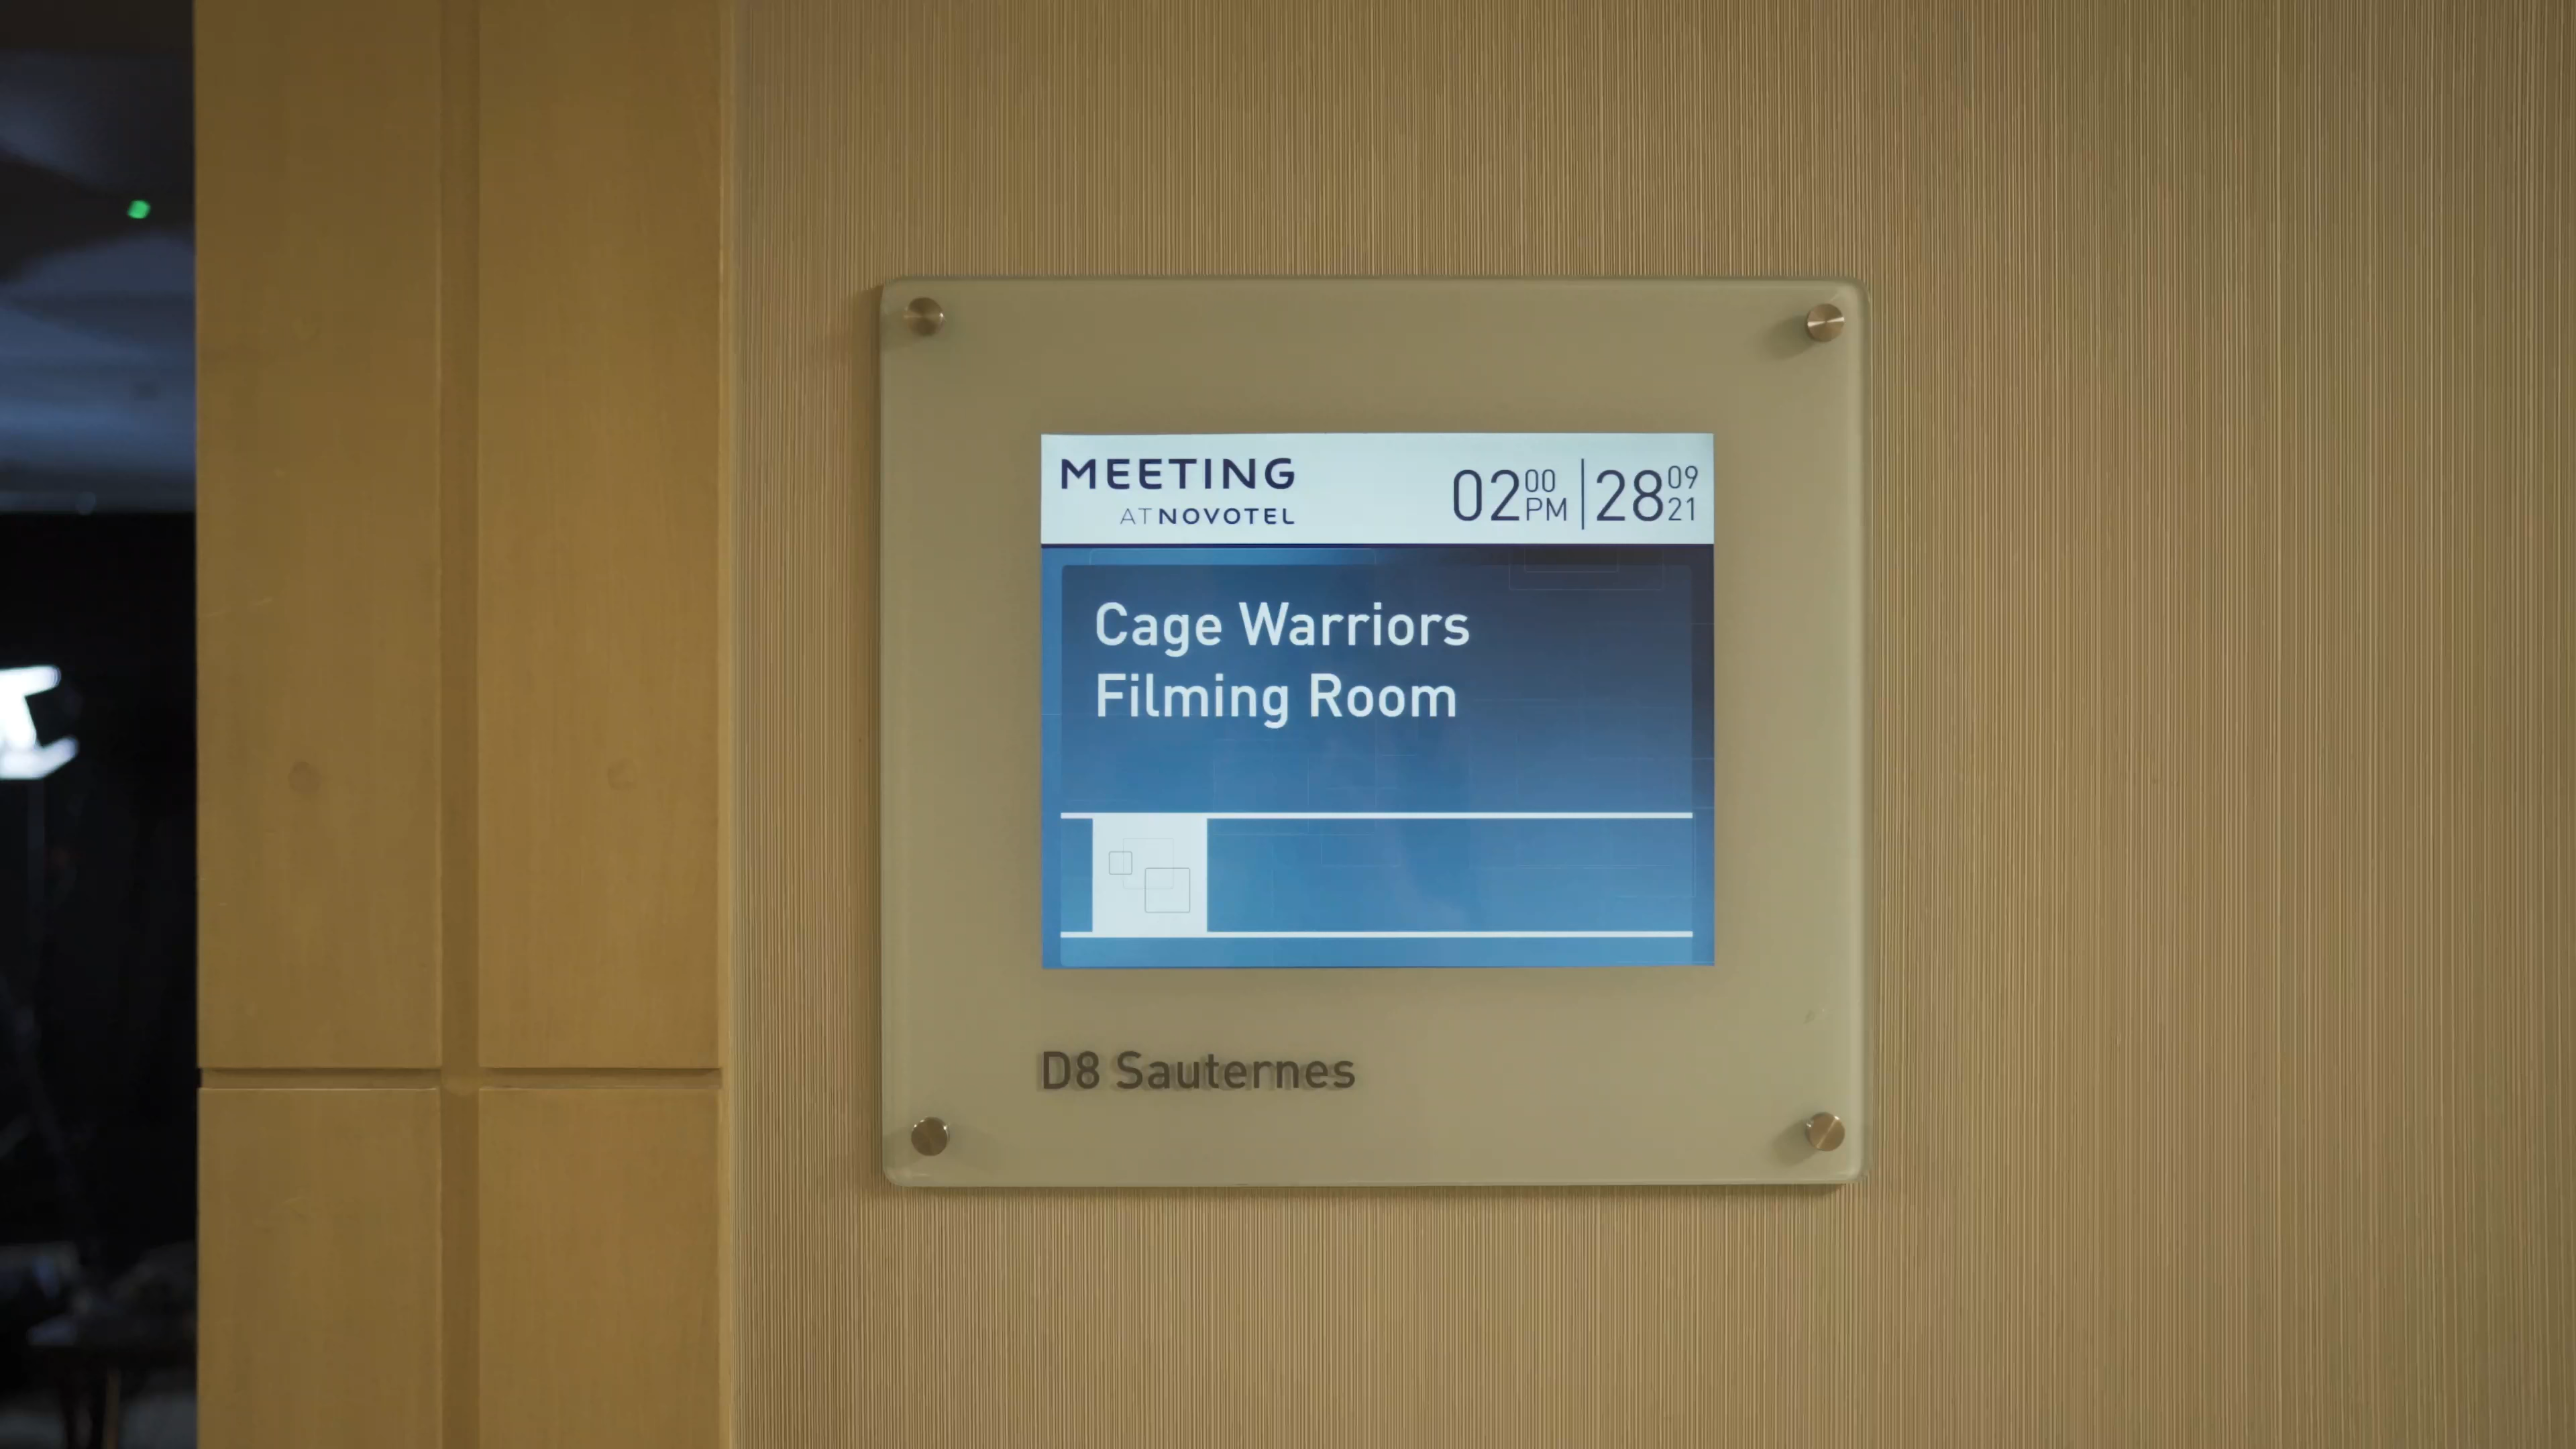 MEETING
AT NOVOTEL
02 00 PM | 28 09 21
Cage Warriors
Filming Room
D8 Sauternes